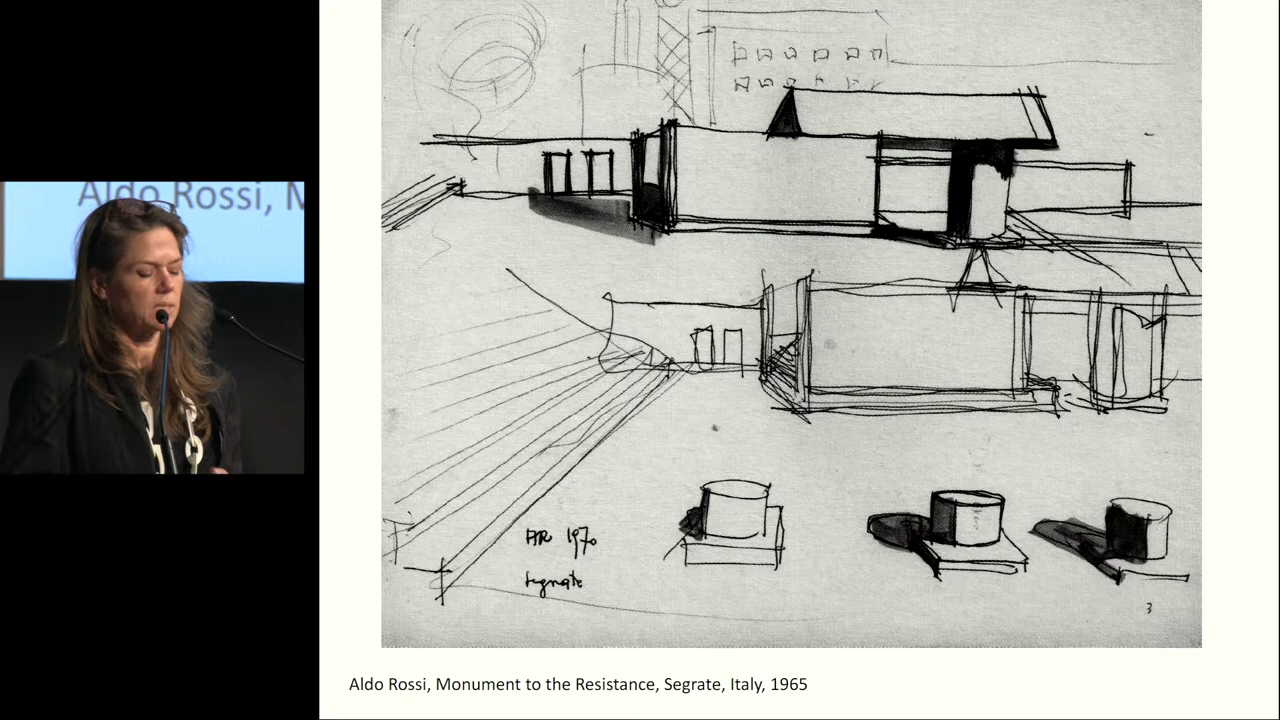 Aldo Rossi, M
AR 1970
Segrate
3
Aldo Rossi, Monument to the Resistance, Segrate, Italy, 1965